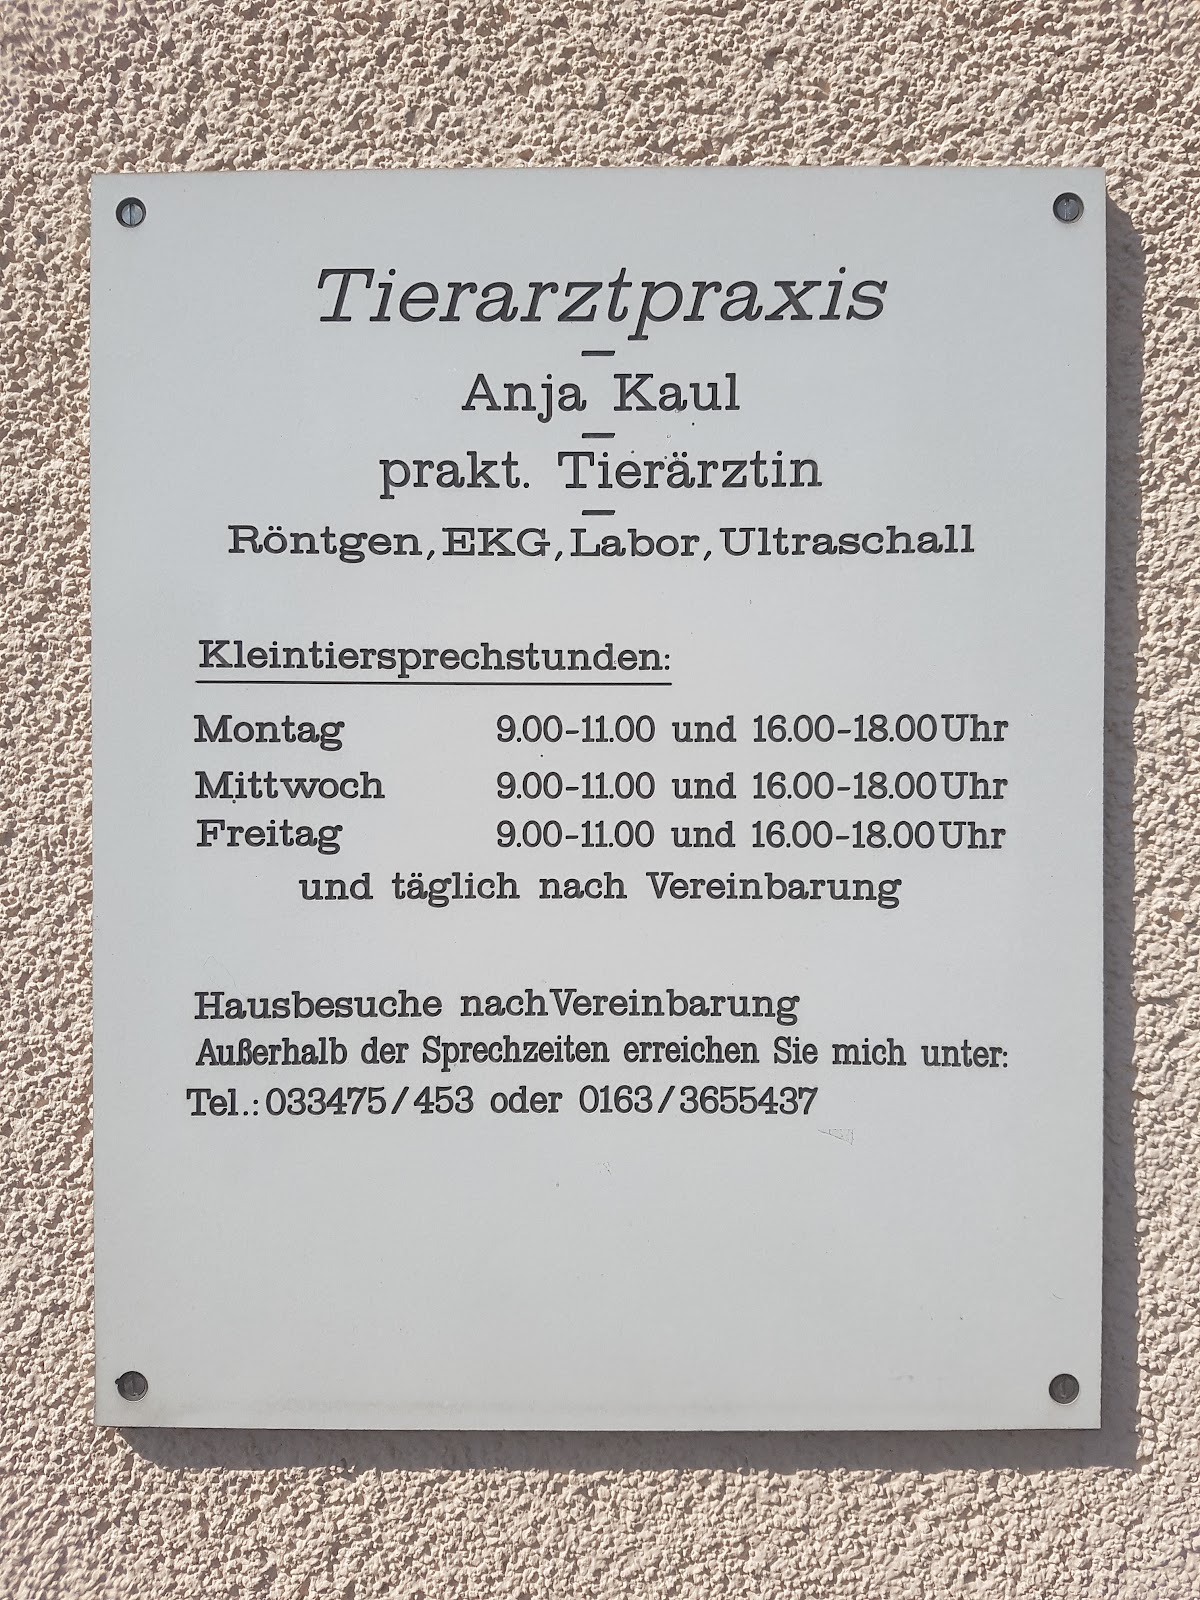 Tierarztpraxis
–
Anja Kaul
–
prakt. Tierärztin
–
Röntgen, EKG, Labor, Ultraschall
Kleintiersprechstunden:
Montag 9.00-11.00 und 16.00-18.00 Uhr
Mittwoch 9.00-11.00 und 16.00-18.00 Uhr
Freitag 9.00-11.00 und 16.00-18.00 Uhr
und täglich nach Vereinbarung
Hausbesuche nach Vereinbarung
Außerhalb der Sprechzeiten erreichen Sie mich unter:
Tel.: 033475/453 oder 0163/3655437